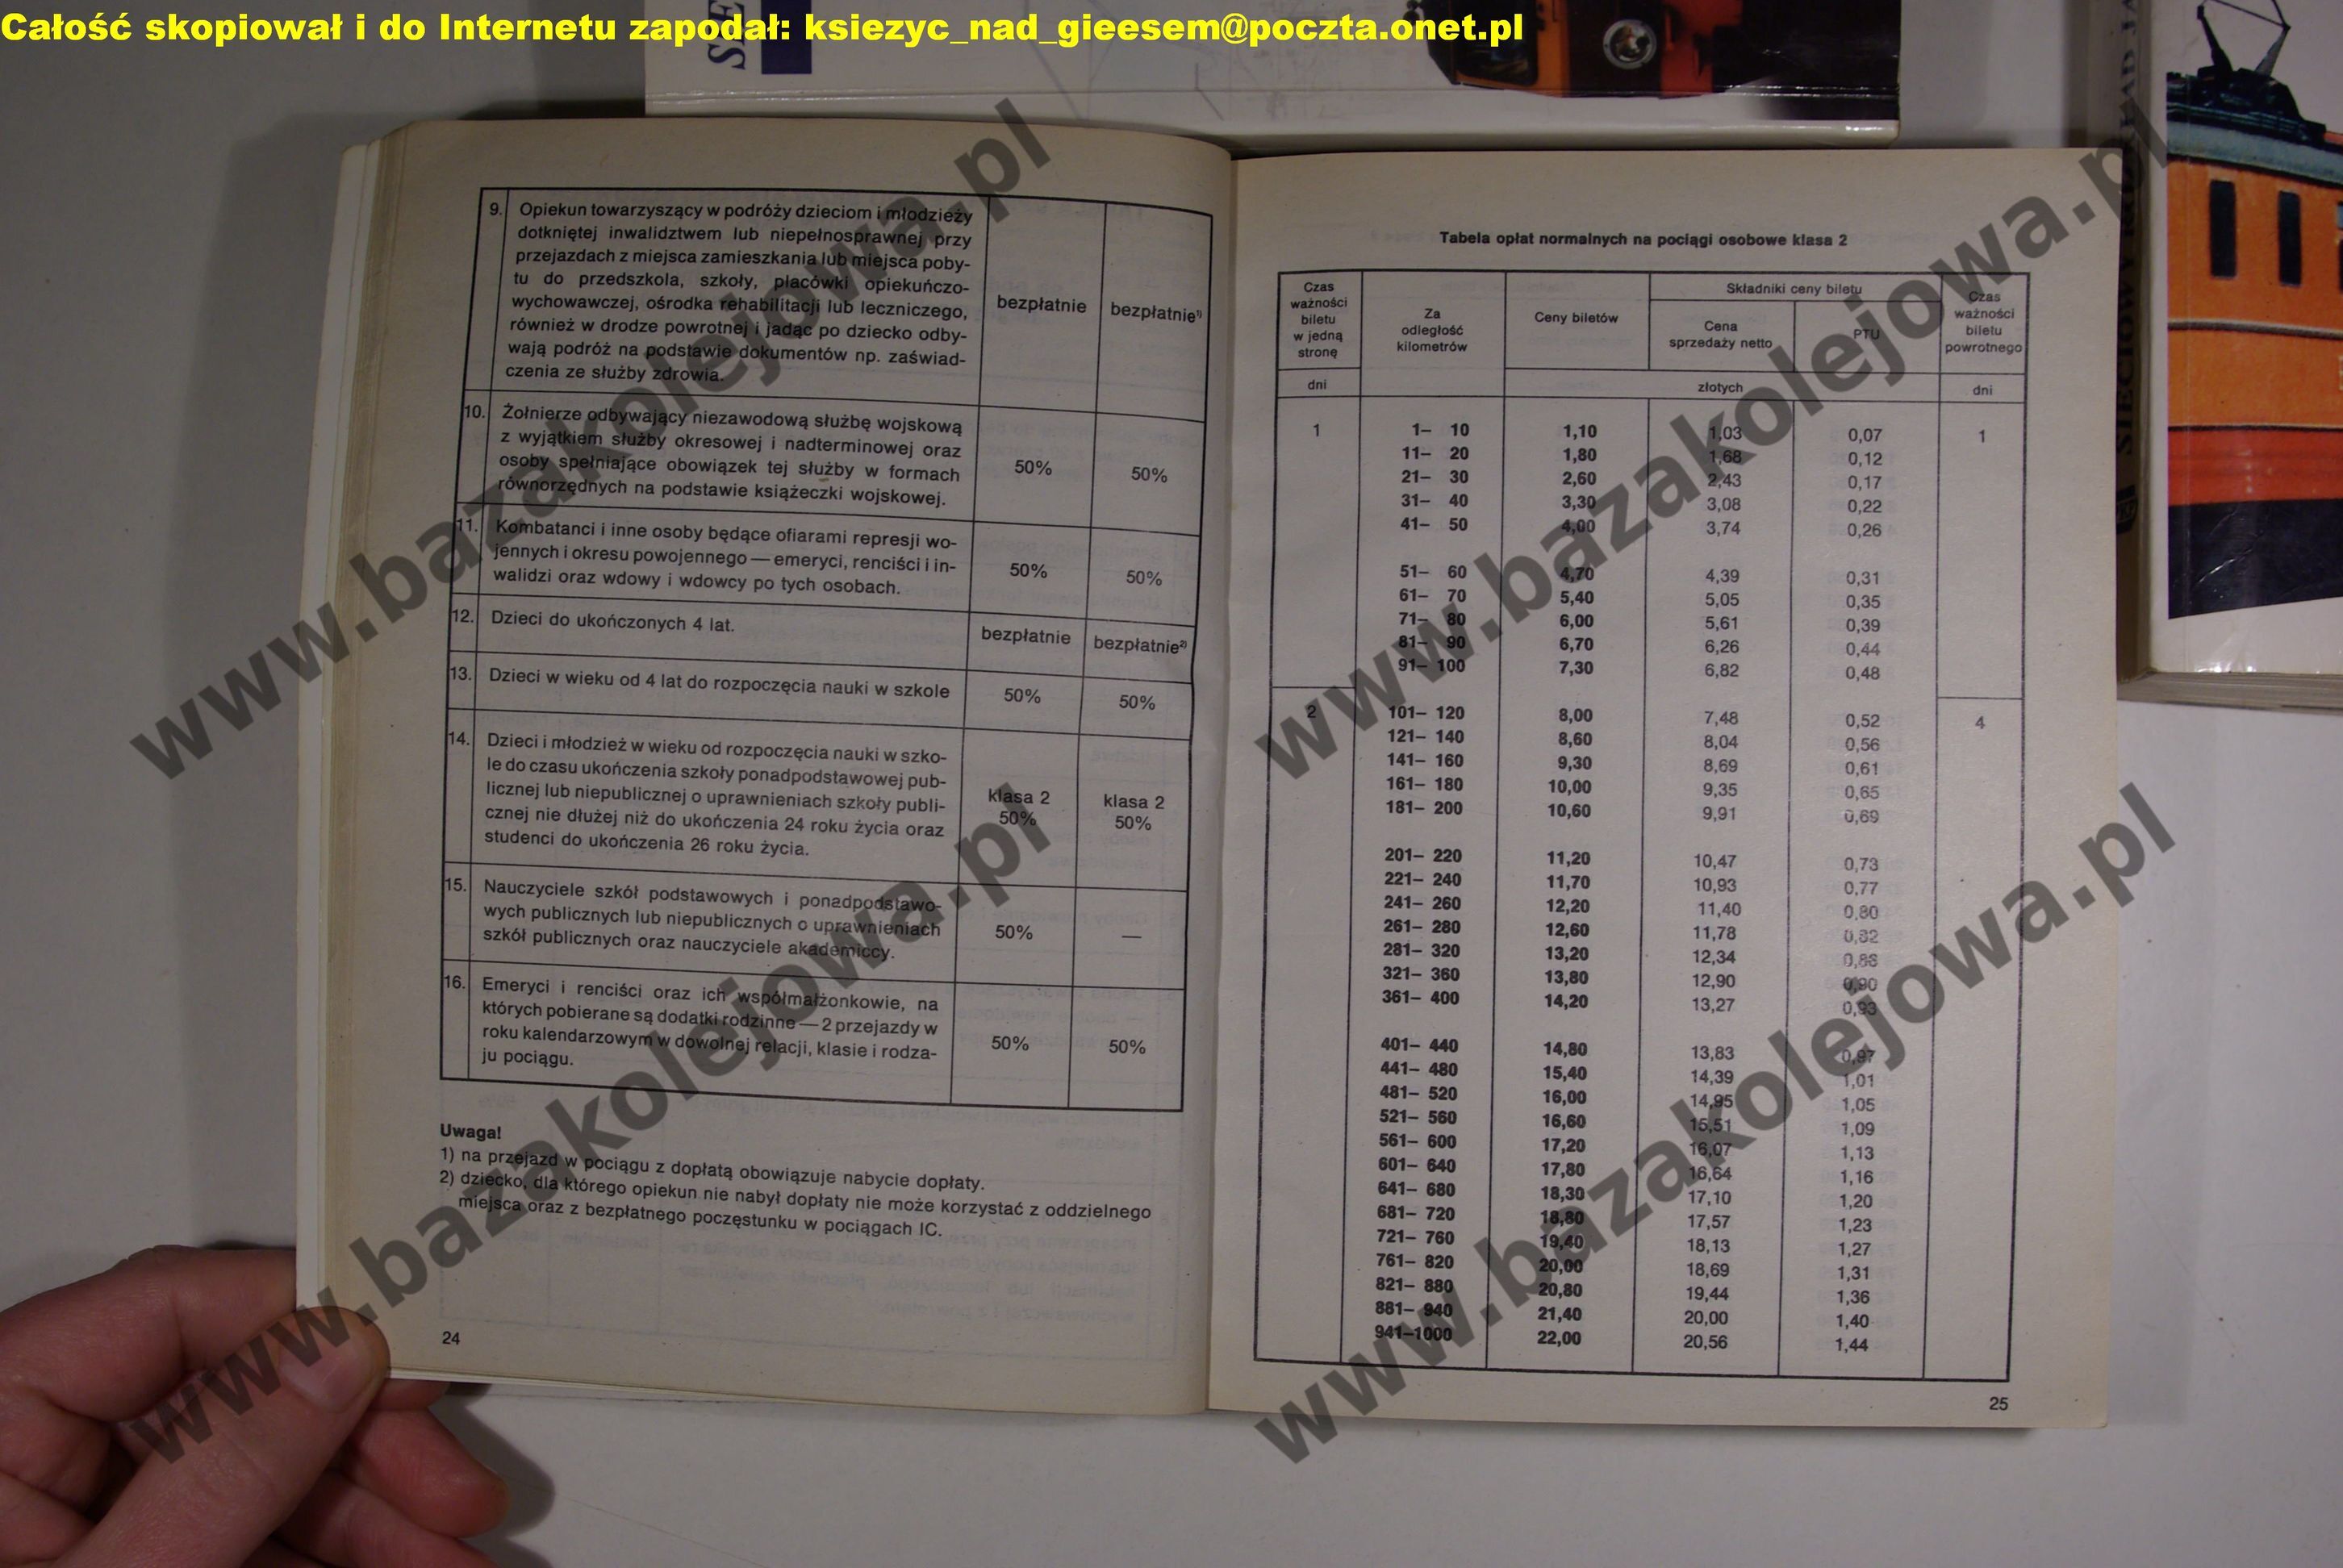 Całość skopiował i do Internetu zapodał: ksiezyc_nad_gieesem@poczta.onet.pl
9. Opiekun towarzyszący w podróży dzieciom i młodzieży
dotkniętej inwalidztwem lub niepełnosprawnej przy
przejazdach z miejsca zamieszkania lub miejsca poby-
tu do przedszkola, szkoły, placówki opiekuńczo-
wychowawczej, ośrodka rehabilitacji lub leczniczego,
również w drodze powrotnej i jadąc po dziecko odby-
wają podróż na podstawie dokumentów np. zaświad-
czenia ze służby zdrowia.
bezpłatnie bezpłatnie¹⁾
10. Żołnierze odbywający niezawodową służbę wojskową
z wyjątkiem służby okresowej i nadterminowej oraz
osoby spełniające obowiązek tej służby w formach
równorzędnych na podstawie książeczki wojskowej.
50% 50%
11. Kombatanci i inne osoby będące ofiarami represji wo-
jennych i okresu powojennego — emeryci, renciści i in-
walidzi oraz wdowy i wdowcy po tych osobach.
50% 50%
12. Dzieci do ukończonych 4 lat.
bezpłatnie bezpłatnie²⁾
13. Dzieci w wieku od 4 lat do rozpoczęcia nauki w szkole
50% 50%
14. Dzieci i młodzież w wieku od rozpoczęcia nauki w szko-
le do czasu ukończenia szkoły ponadpodstawowej pub-
licznej lub niepublicznej o uprawnieniach szkoły publi-
cznej nie dłużej niż do ukończenia 24 roku życia oraz
studenci do ukończenia 26 roku życia.
klasa 2 klasa 2
50% 50%
15. Nauczyciele szkół podstawowych i ponadpodstawo-
wych publicznych lub niepublicznych o uprawnieniach
szkół publicznych oraz nauczyciele akademiccy.
50% —
16. Emeryci i renciści oraz ich współmałżonkowie, na
których pobierane są dodatki rodzinne — 2 przejazdy w
roku kalendarzowym w dowolnej relacji, klasie i rodza-
ju pociągu.
50% 50%
Uwaga!
1) na przejazd w pociągu z dopłatą obowiązuje nabycie dopłaty.
2) dziecko, dla którego opiekun nie nabył dopłaty nie może korzystać z oddzielnego
miejsca oraz z bezpłatnego poczęstunku w pociągach IC.
24
Tabela opłat normalnych na pociągi osobowe klasa 2
Czas
ważności
biletu
w jedną
stronę
Za
odległość
kilometrów
Ceny biletów
Składniki ceny biletu
Cena
sprzedaży netto
PTU
Czas
ważności
biletu
powrotnego
dni złotych dni
1 1– 10 1,10 1,03 0,07 1
11– 20 1,80 1,68 0,12
21– 30 2,60 2,43 0,17
31– 40 3,30 3,08 0,22
41– 50 4,00 3,74 0,26
51– 60 4,70 4,39 0,31
61– 70 5,40 5,05 0,35
71– 80 6,00 5,61 0,39
81– 90 6,70 6,26 0,44
91– 100 7,30 6,82 0,48
2 101– 120 8,00 7,48 0,52 4
121– 140 8,60 8,04 0,56
141– 160 9,30 8,69 0,61
161– 180 10,00 9,35 0,65
181– 200 10,60 9,91 0,69
201– 220 11,20 10,47 0,73
221– 240 11,70 10,93 0,77
241– 260 12,20 11,40 0,80
261– 280 12,60 11,78 0,82
281– 320 13,20 12,34 0,86
321– 360 13,80 12,90 0,90
361– 400 14,20 13,27 0,93
401– 440 14,80 13,83 0,97
441– 480 15,40 14,39 1,01
481– 520 16,00 14,95 1,05
521– 560 16,60 15,51 1,09
561– 600 17,20 16,07 1,13
601– 640 17,80 16,64 1,16
641– 680 18,30 17,10 1,20
681– 720 18,80 17,57 1,23
721– 760 19,40 18,13 1,27
761– 820 20,00 18,69 1,31
821– 880 20,80 19,44 1,36
881– 940 21,40 20,00 1,40
941–1000 22,00 20,56 1,44
25
www.bazakolejowa.pl
www.bazakolejowa.pl
www.bazakolejowa.pl
www.bazakolejowa.pl